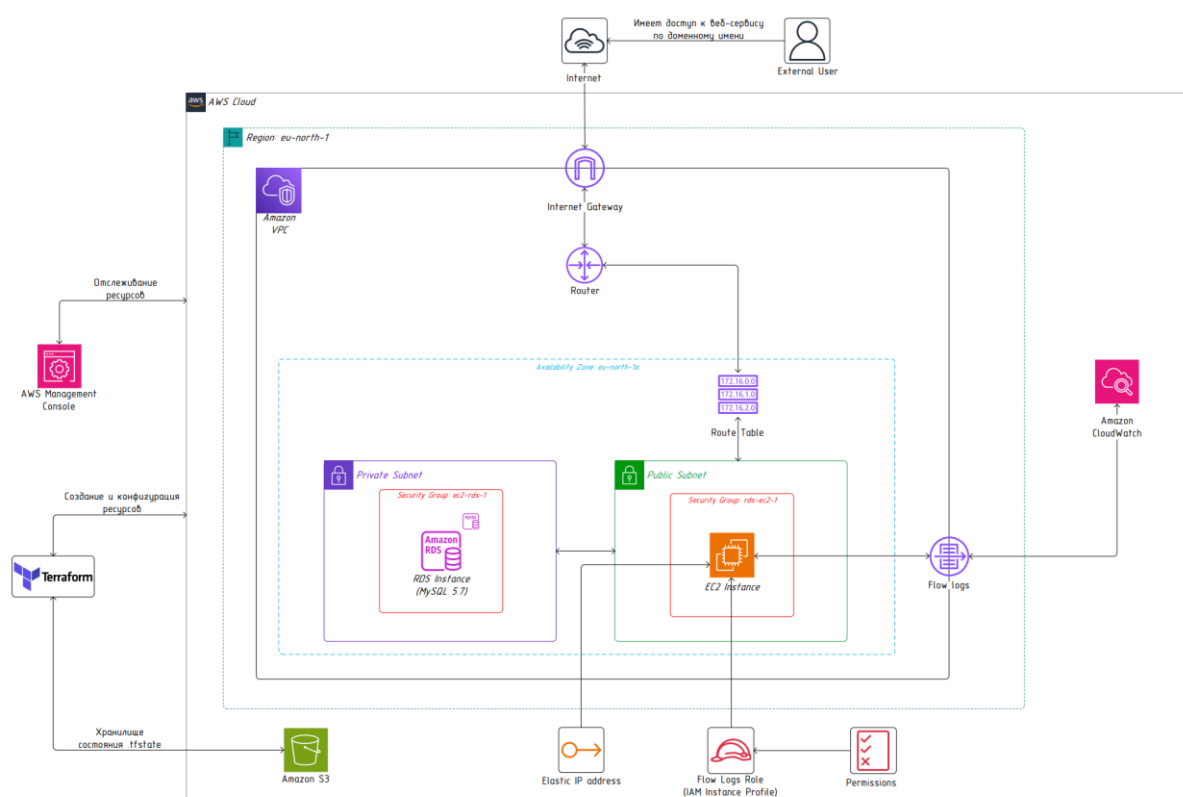 Имеет доступ к веб-сервису
по доменному имени
Internet
External User
aws
AWS Cloud
Region: eu-north-1
Amazon
VPC
Internet Gateway
Router
Отслеживание
ресурсов
AWS Management
Console
Availability Zone eu-north-1a
172.16.0.0
172.16.1.0
172.16.2.0
Route Table
Amazon
CloudWatch
Private Subnet
Public Subnet
Security Group: ec2-rds-1
Security Group: rds-ec2-1
MySQL
Amazon
RDS
RDS Instance
(MySQL 5.7)
EC2 Instance
Создание и конфигурация
ресурсов
Terraform
Flow logs
Хранилище
состояния .tfstate
Amazon S3
Elastic IP address
Flow Logs Role
(IAM Instance Profile)
Permissions